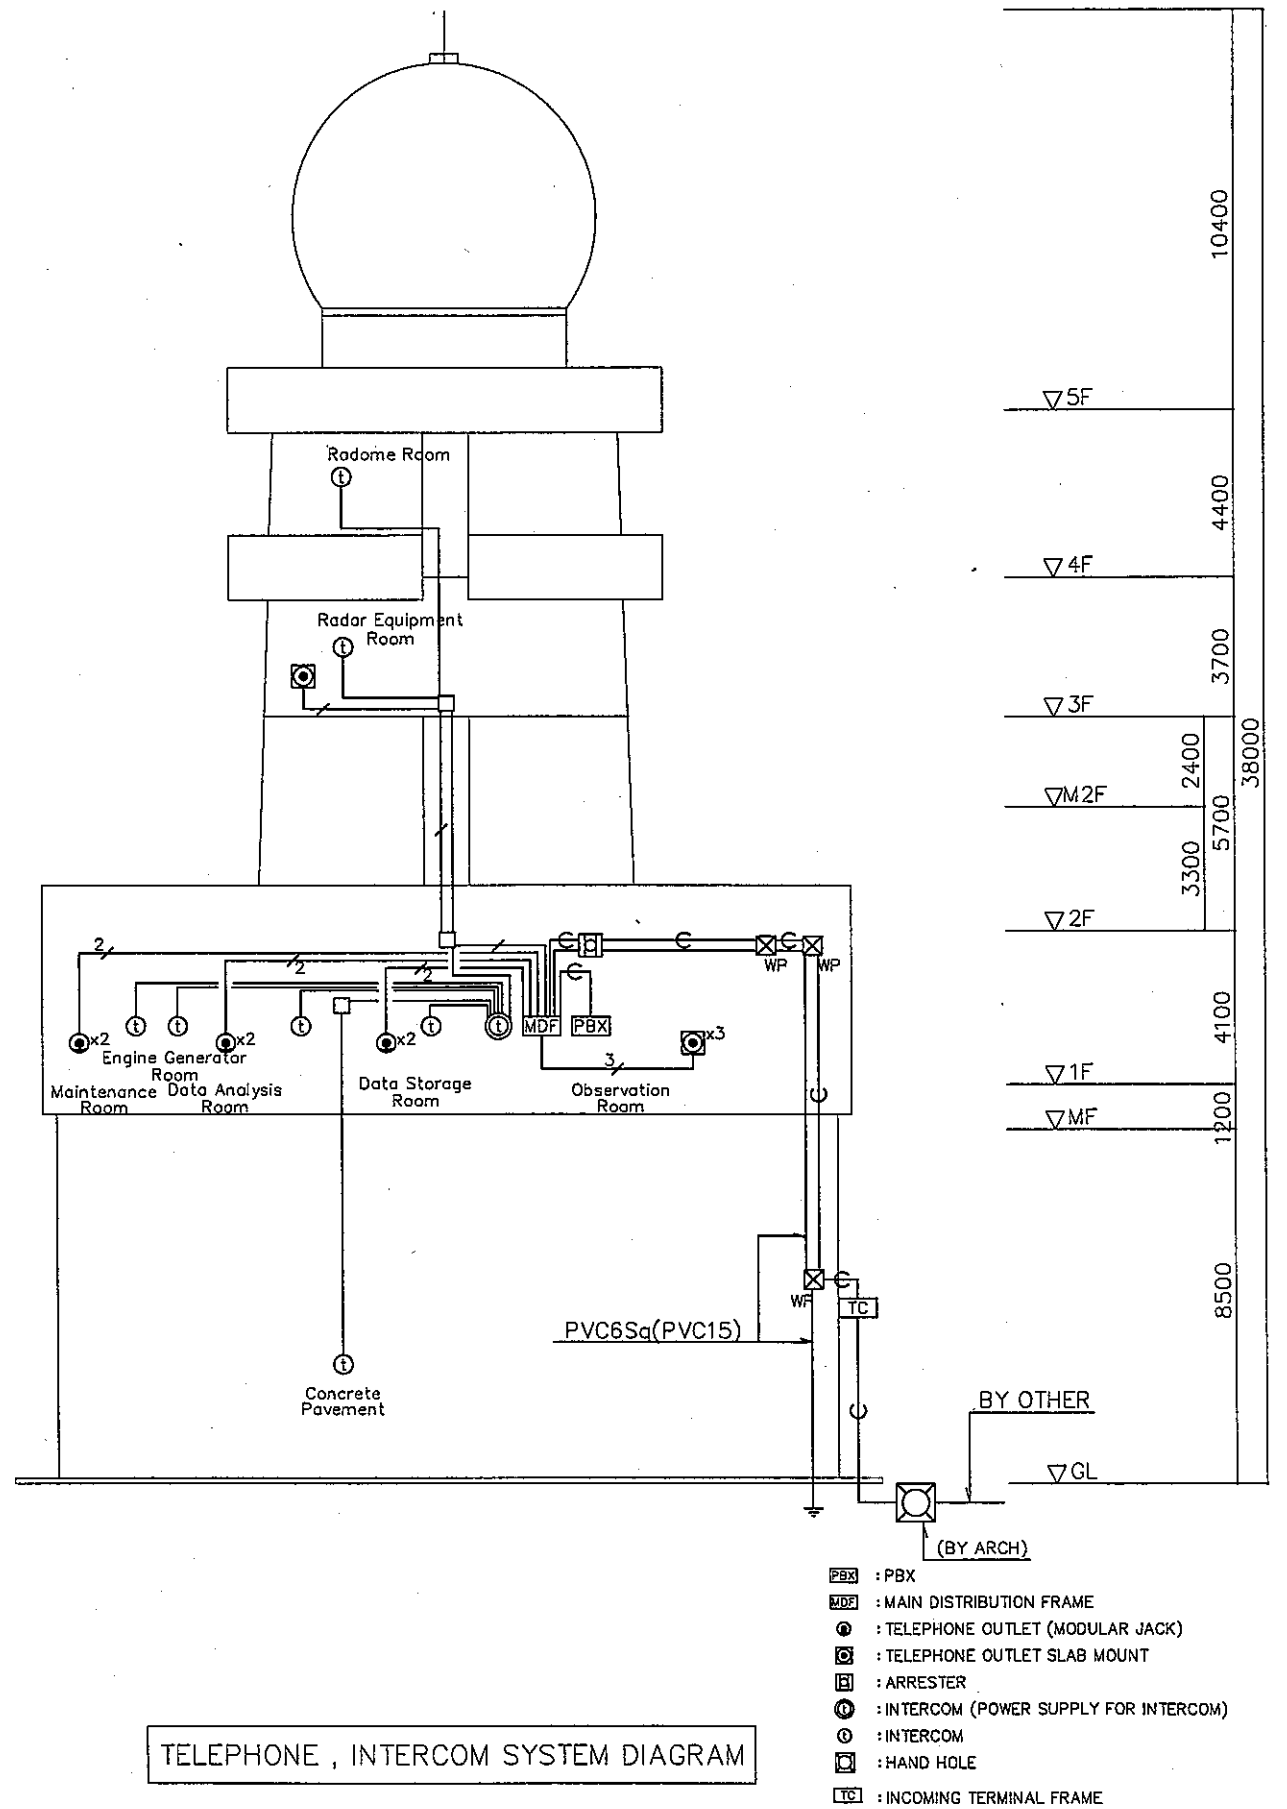 10400
▽5F
Radome Room
4400
▽4F
Radar Equipment
Room
3700
▽3F
2400
38000
▽M2F
5700
3300
▽2F
2
2
2
WP
WP
4100
MDF
PBX
x2
x2
x2
x3
Engine Generator
Room
3
Maintenance
Room
Data Analysis
Room
Data Storage
Room
Observation
Room
▽1F
1200
▽MF
8500
WP
TC
PVC6Sq(PVC15)
t
Concrete
Pavement
BY OTHER
▽GL
(BY ARCH)
PBX : PBX
MDF : MAIN DISTRIBUTION FRAME
: TELEPHONE OUTLET (MODULAR JACK)
: TELEPHONE OUTLET SLAB MOUNT
: ARRESTER
t : INTERCOM (POWER SUPPLY FOR INTERCOM)
t : INTERCOM
: HAND HOLE
TC : INCOMING TERMINAL FRAME
TELEPHONE , INTERCOM SYSTEM DIAGRAM